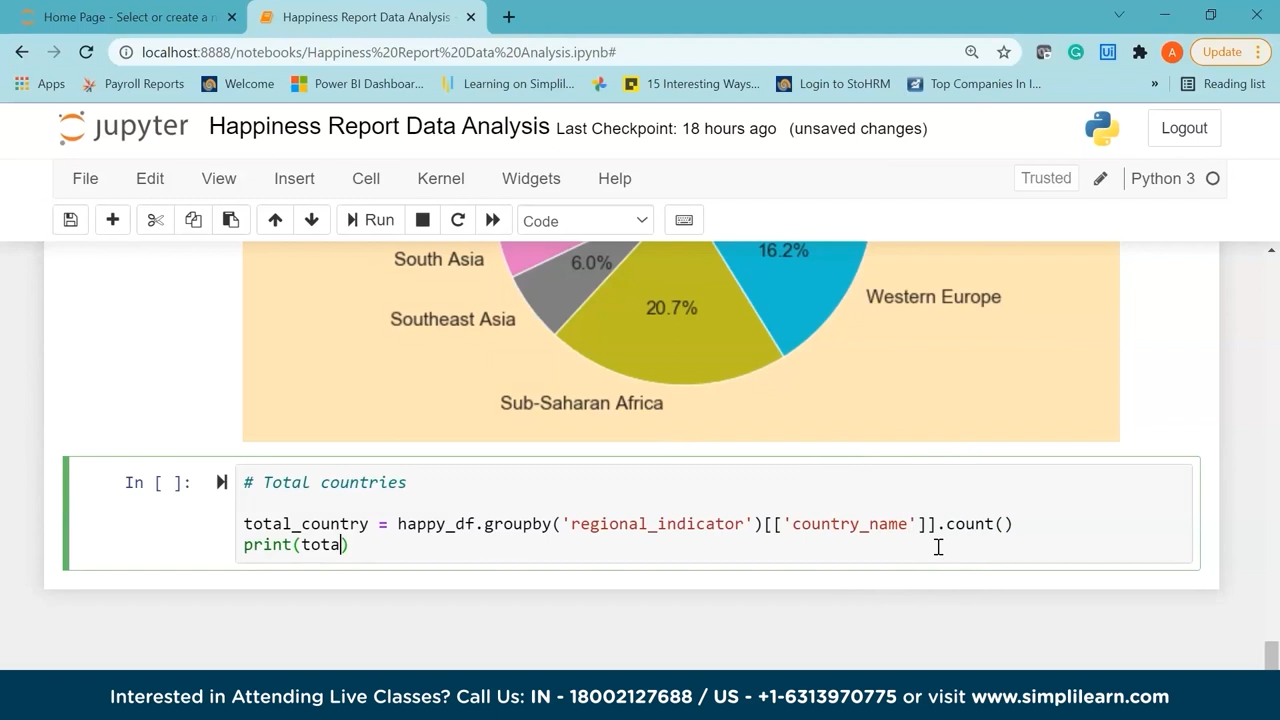 Home Page - Select or create a n
Happiness Report Data Analysis -
localhost:8888/notebooks/Happiness%20Report%20Data%20Analysis.ipynb#
A
Update
Apps
Payroll Reports
Welcome
Power BI Dashboar...
Learning on Simplil...
15 Interesting Ways...
Login to StoHRM
Top Companies In I...
»
Reading list
jupyter
Happiness Report Data Analysis Last Checkpoint: 18 hours ago (unsaved changes)
Logout
File
Edit
View
Insert
Cell
Kernel
Widgets
Help
Trusted
Python 3
Run
Code
South Asia
6.0%
16.2%
Western Europe
Southeast Asia
20.7%
Sub-Saharan Africa
In [ ]:
# Total countries
total_country = happy_df.groupby('regional_indicator')[['country_name']].count()
print(tota)
Interested in Attending Live Classes? Call Us: IN - 18002127688 / US - +1-6313970775 or visit www.simplilearn.com